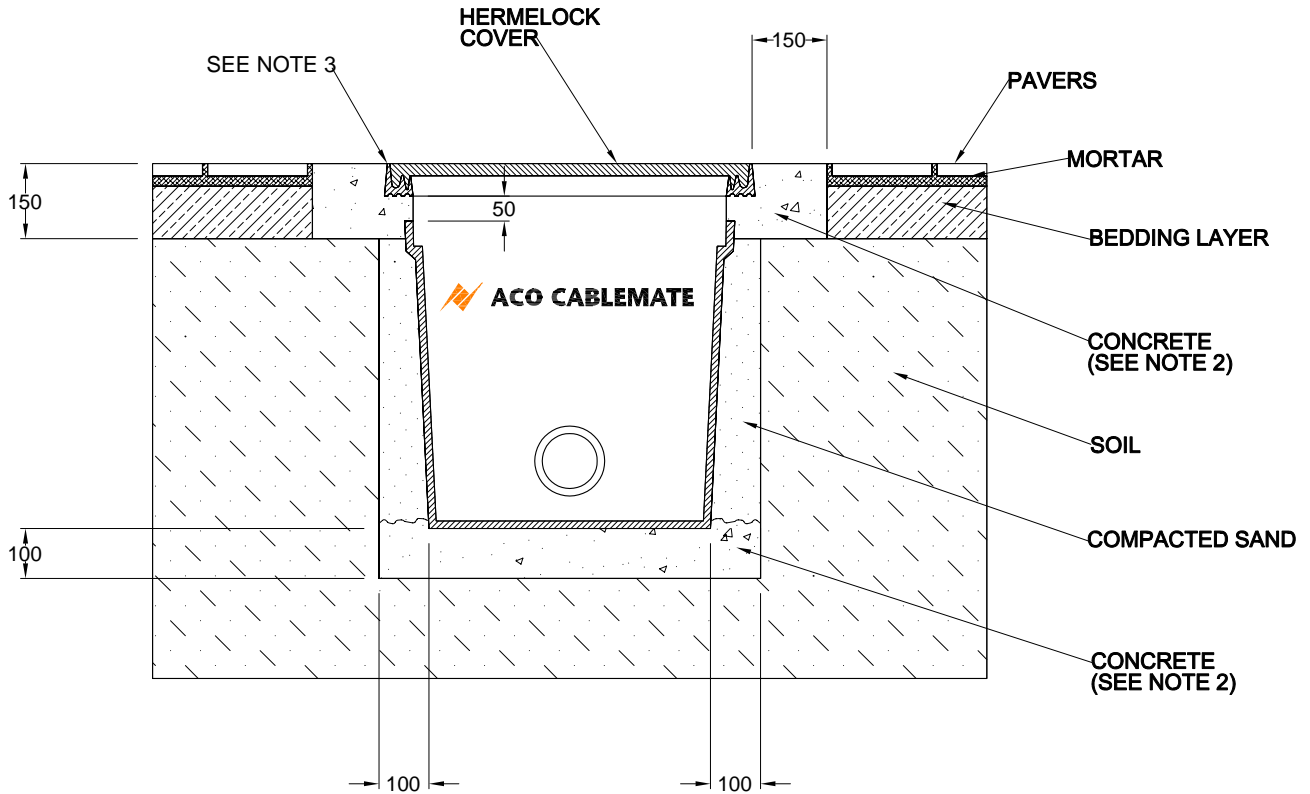 HERMELOCK
COVER
150
SEE NOTE 3
PAVERS
MORTAR
150
50
BEDDING LAYER
ACO CABLEMATE
CONCRETE
(SEE NOTE 2)
SOIL
COMPACTED SAND
100
CONCRETE
(SEE NOTE 2)
100
100